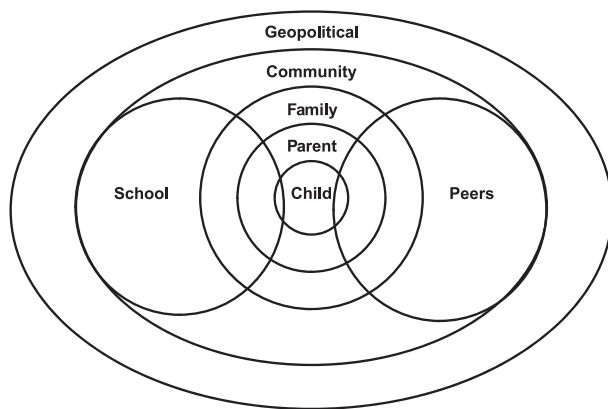 Geopolitical
Community
Family
Parent
School
Child
Peers